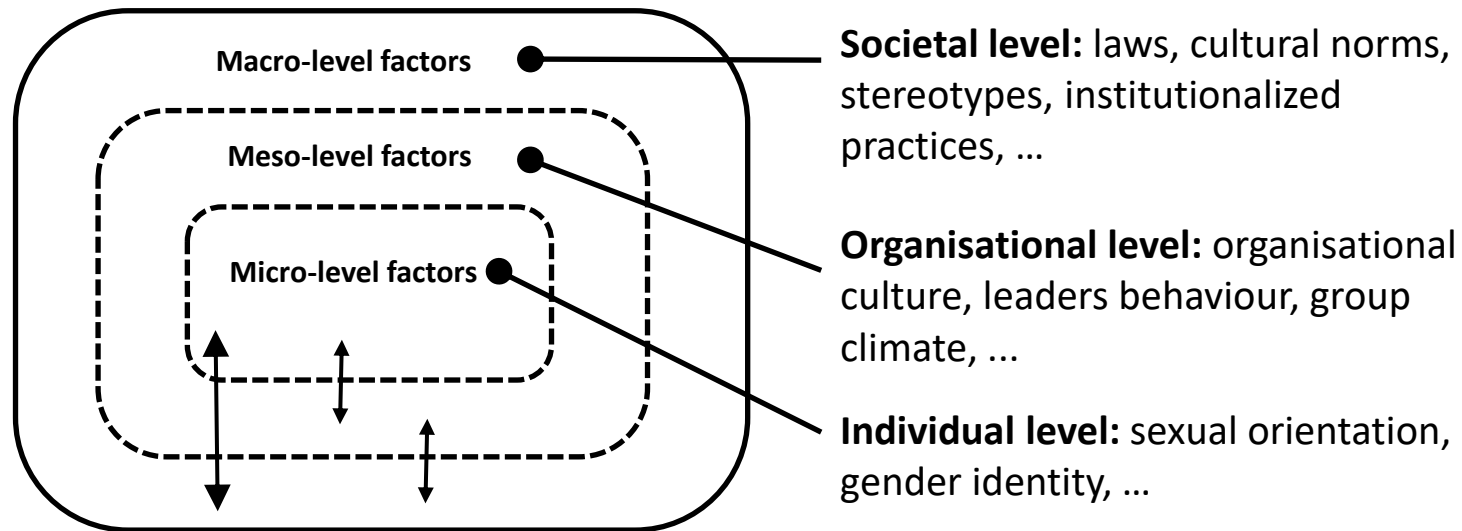 Macro-level factors
Meso-level factors
Micro-level factors
Societal level: laws, cultural norms,
stereotypes, institutionalized
practices, …
Organisational level: organisational
culture, leaders behaviour, group
climate, ...
Individual level: sexual orientation,
gender identity, …